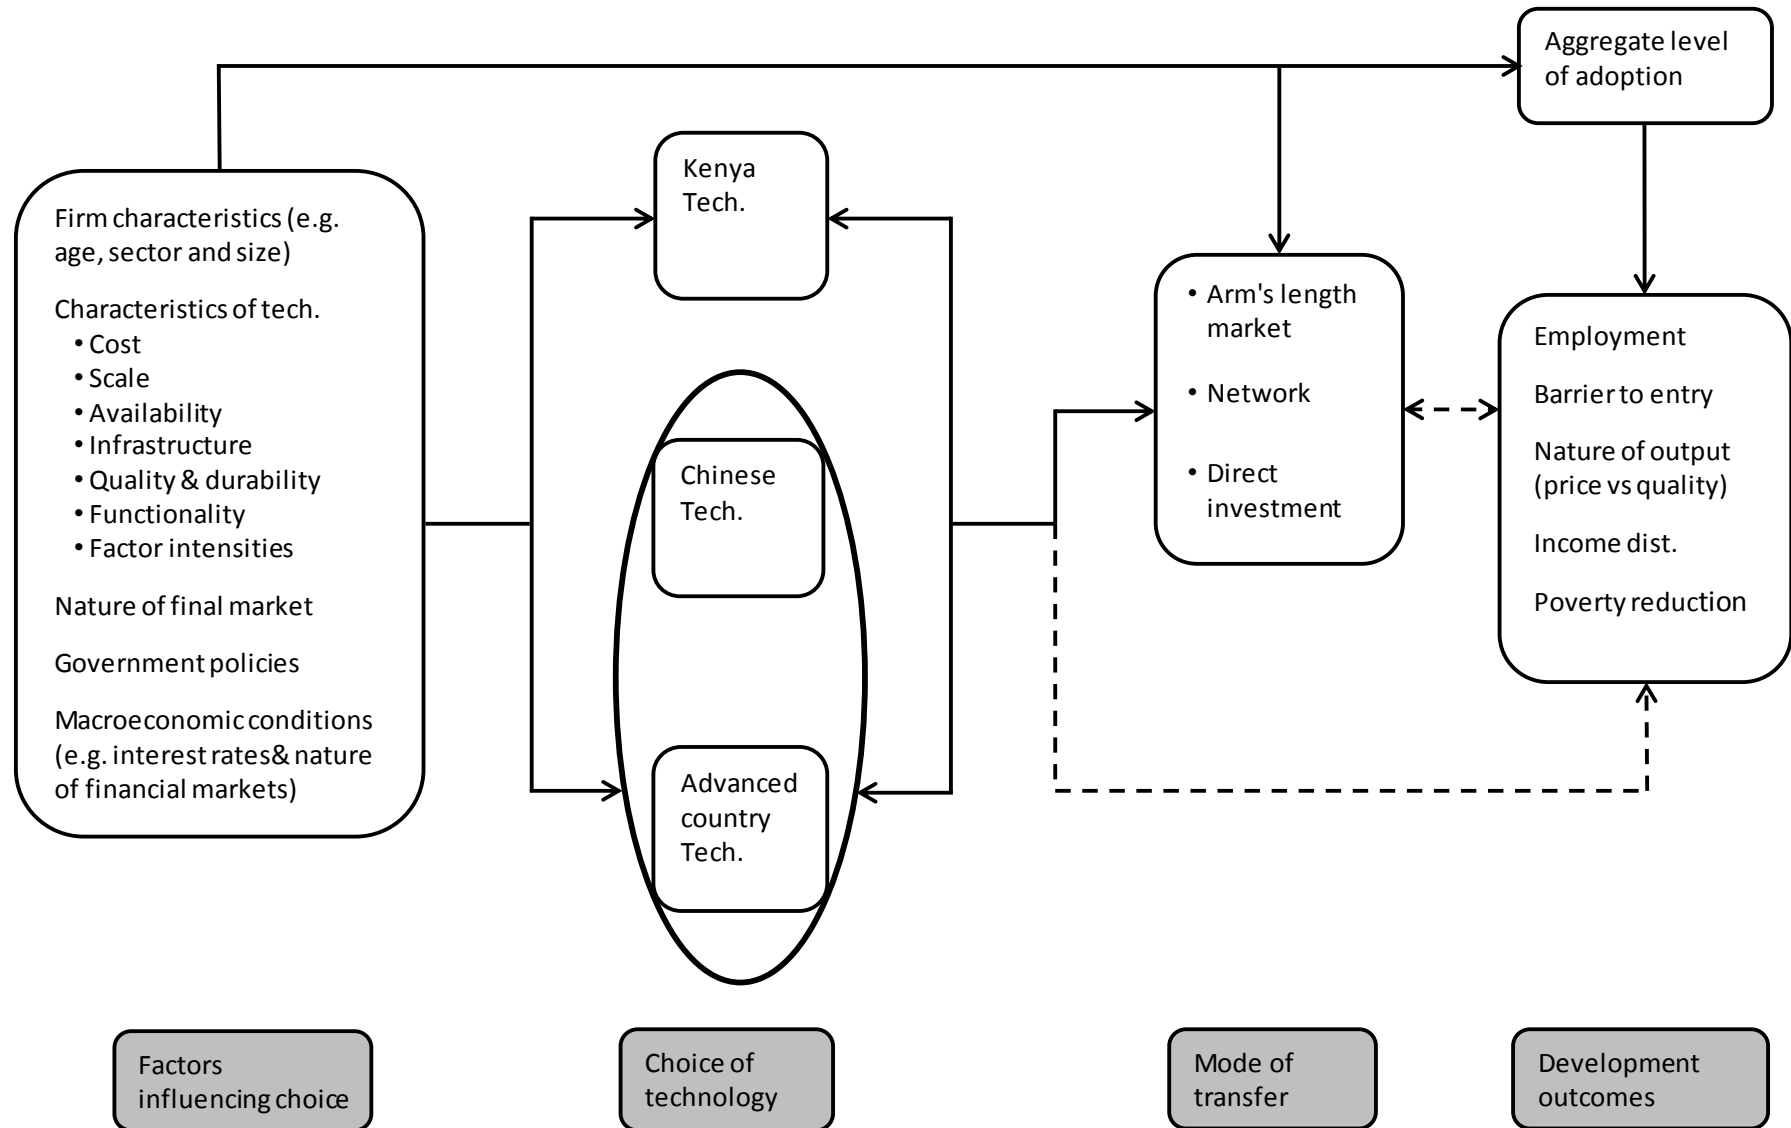 Aggregate level
of adoption
Kenya
Tech.
Firm characteristics (e.g.
age, sector and size)
Characteristics of tech.
• Cost
• Scale
• Availability
• Infrastructure
• Quality & durability
• Functionality
• Factor intensities
Nature of final market
Government policies
Macroeconomic conditions
(e.g. interest rates& nature
of financial markets)
Chinese
Tech.
Advanced
country
Tech.
• Arm's length
market
• Network
• Direct
investment
Employment
Barrier to entry
Nature of output
(price vs quality)
Income dist.
Poverty reduction
Factors
influencing choice
Choice of
technology
Mode of
transfer
Development
outcomes